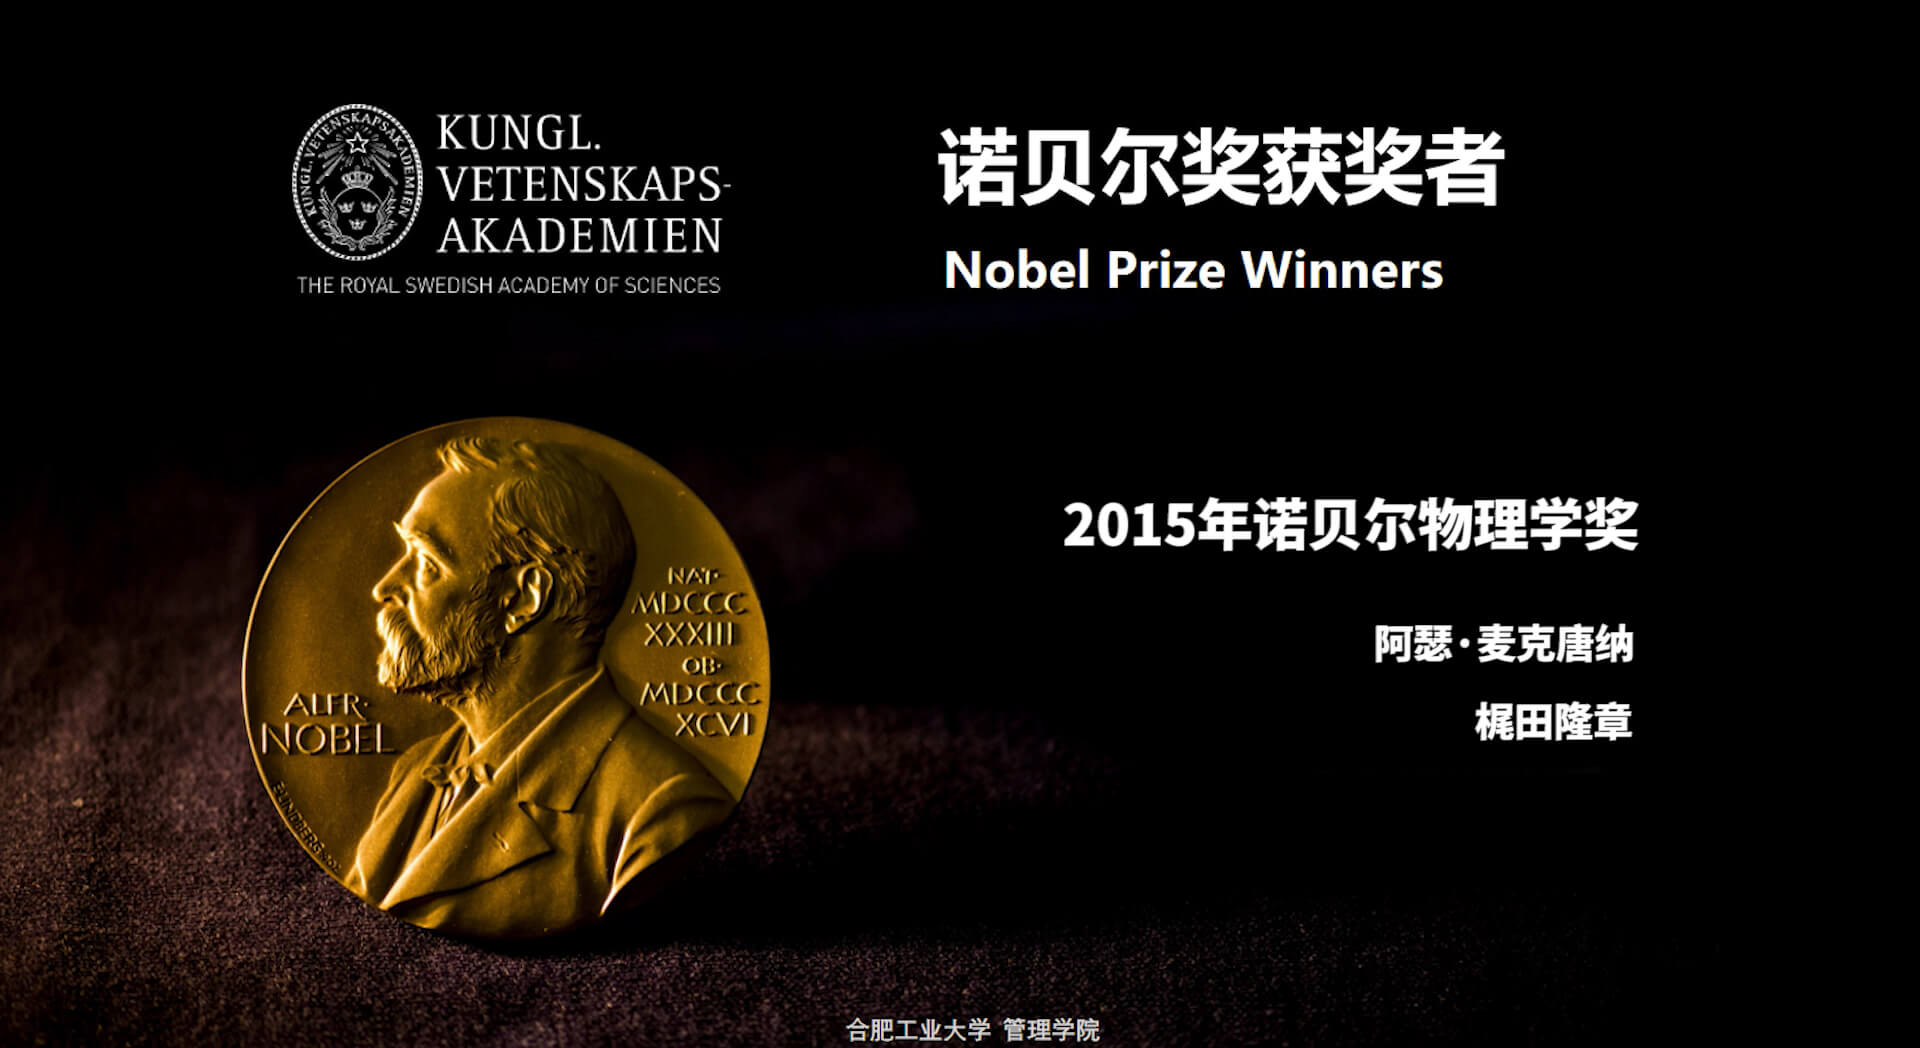 KUNGL. VETENSKAPSAKADEMIEN
KUNGL.
VETENSKAPS-
AKADEMIEN
THE ROYAL SWEDISH ACADEMY OF SCIENCES
诺贝尔奖获奖者
Nobel Prize Winners
2015年诺贝尔物理学奖
阿瑟·麦克唐纳
梶田隆章
ALFR·
NOBEL
NAT·
MDCCC
XXXIII
OB·
MDCCC
XCVI
合肥工业大学 管理学院